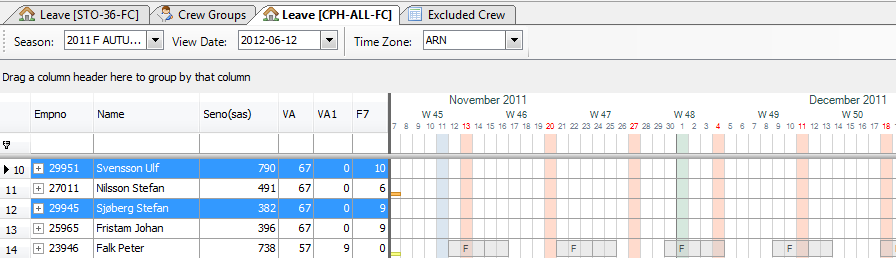 Leave [STO-36-FC] Crew Groups Leave [CPH-ALL-FC] Excluded Crew
Season: 2011 F AUTU... View Date: 2012-06-12 Time Zone: ARN
Drag a column header here to group by that column
November 2011 December 2011
Empno Name Seno(sas) VA VA1 F7 W 45 W 46 W 47 W 48 W 49 W 50
7 8 9 10 11 12 13 14 15 16 17 18 19 20 21 22 23 24 25 26 27 28 29 30 1 2 3 4 5 6 7 8 9 10 11 12 13 14 15 16 17 18
10 29951 Svensson Ulf 790 67 0 10
11 27011 Nilsson Stefan 491 67 0 6
12 29945 Sjøberg Stefan 382 67 0 9
13 25965 Fristam Johan 396 67 0 9
14 23946 Falk Peter 738 57 9 0 F F F F